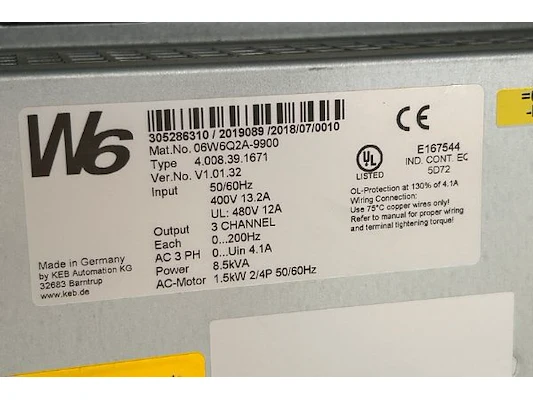 W6
305286310 / 2019089 /2018/07/0010
Mat.No. 06W6Q2A-9900
Type 4.008.39.1671
Ver.No. V1.01.32
Input 50/60Hz
400V 13.2A
UL: 480V 12A
Output 3 CHANNEL
Each 0...200Hz
AC 3 PH 0...Uin 4.1A
Power 8.5kVA
AC-Motor 1.5kW 2/4P 50/60Hz
Made in Germany
by KEB Automation KG
32683 Barntrup
www.keb.de
CE
UL
LISTED
E167544
IND. CONT. EQ
5D72
OL-Protection at 130% of 4.1A
Wiring Connection:
Use 75°C copper wires only!
Refer to manual for proper wiring
and terminal tightening torque!